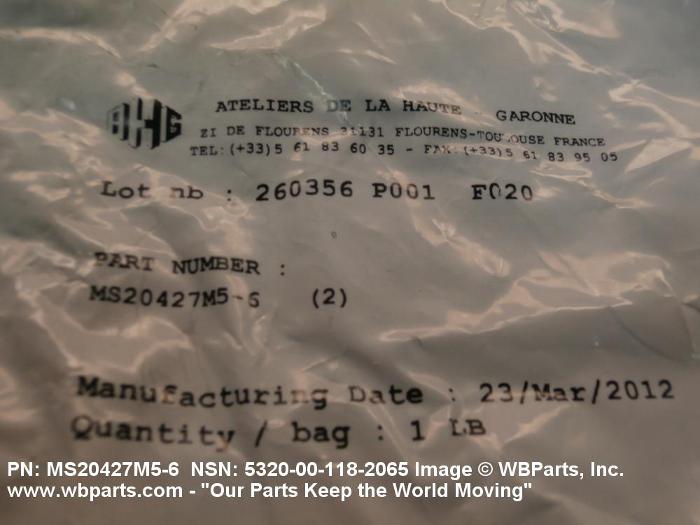 AHG
ATELIERS DE LA HAUTE - GARONNE
ZI DE FLOURENS 31131 FLOURENS-TOULOUSE FRANCE
TEL:(+33)5 61 83 60 35 - FAX:(+33)5 61 83 95 05
Lot nb : 260356 P001 F020
PART NUMBER :
MS20427M5-6 (2)
Manufacturing Date : 23/Mar/2012
Quantity / bag : 1 LB
PN: MS20427M5-6 NSN: 5320-00-118-2065 Image © WBParts, Inc.
www.wbparts.com - "Our Parts Keep the World Moving"